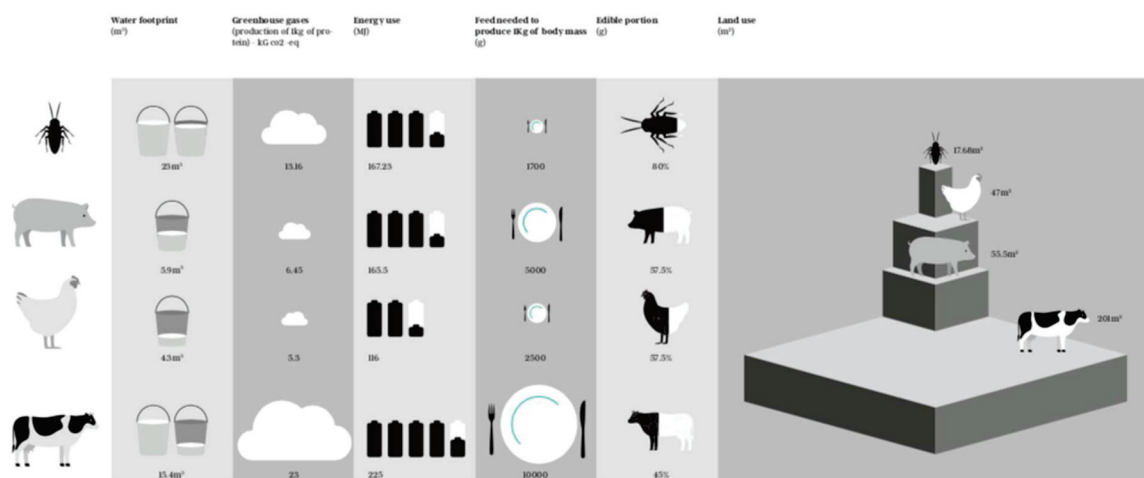 Water footprint
(m³)
Greenhouse gases
(production of 1kg of pro-
tein) - kG co2 -eq
Energy use
(MJ)
Feed needed to
produce 1Kg of body mass
(g)
Edible portion
(g)
Land use
(m²)
25m³
13.16
167.23
1700
80%
5.9m³
6.45
165.5
5000
57.5%
4.3m³
5.5
116
2500
57.5%
15.4m³
23
225
10000
45%
17.68m²
47m²
55.5m²
201m²